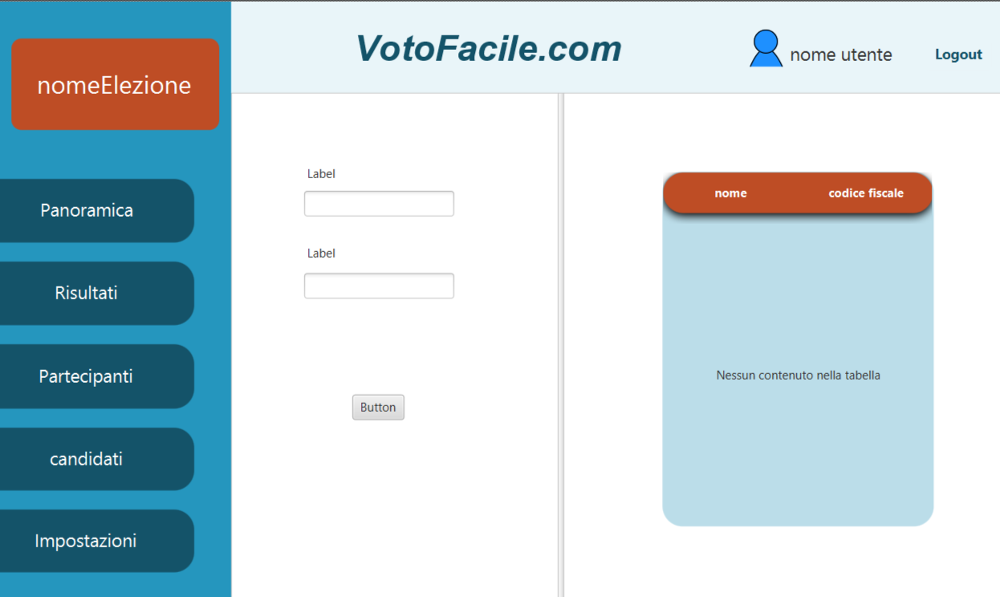 nomeElezione
VotoFacile.com
nome utente
Logout
Panoramica
Risultati
Partecipanti
candidati
Impostazioni
Label
Label
Button
nome
codice fiscale
Nessun contenuto nella tabella